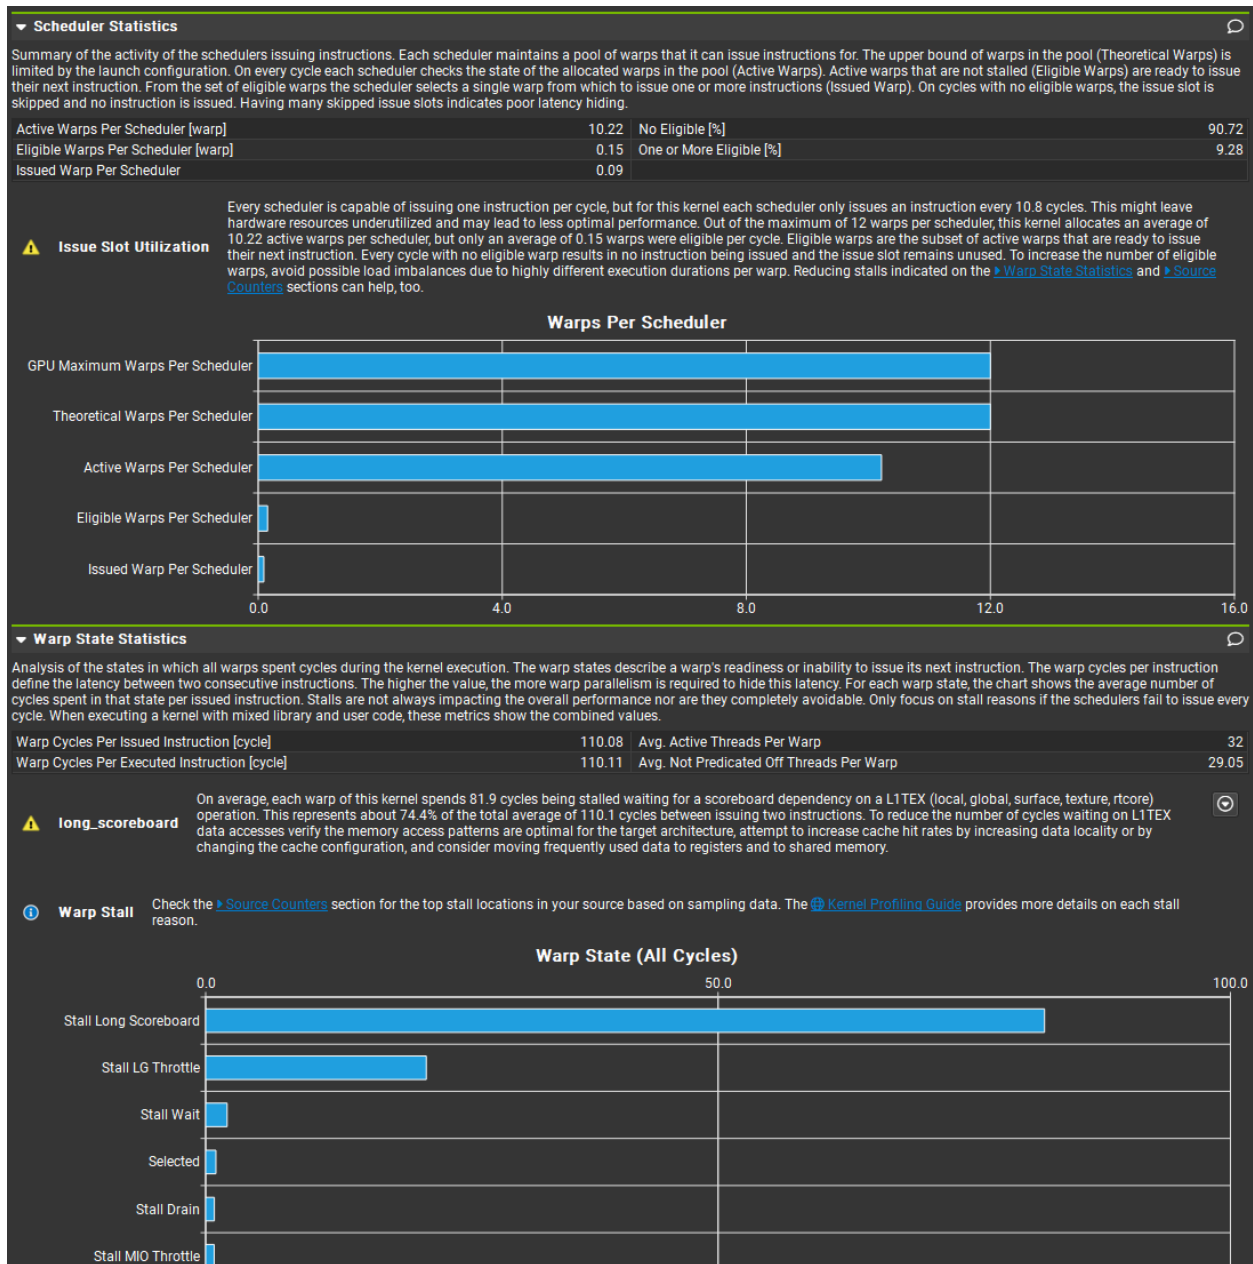 Scheduler Statistics
Summary of the activity of the schedulers issuing instructions. Each scheduler maintains a pool of warps that it can issue instructions for. The upper bound of warps in the pool (Theoretical Warps) is
limited by the launch configuration. On every cycle each scheduler checks the state of the allocated warps in the pool (Active Warps). Active warps that are not stalled (Eligible Warps) are ready to issue
their next instruction. From the set of eligible warps the scheduler selects a single warp from which to issue one or more instructions (Issued Warp). On cycles with no eligible warps, the issue slot is
skipped and no instruction is issued. Having many skipped issue slots indicates poor latency hiding.
Active Warps Per Scheduler [warp] 10.22 No Eligible [%] 90.72
Eligible Warps Per Scheduler [warp] 0.15 One or More Eligible [%] 9.28
Issued Warp Per Scheduler 0.09
Issue Slot Utilization
Every scheduler is capable of issuing one instruction per cycle, but for this kernel each scheduler only issues an instruction every 10.8 cycles. This might leave
hardware resources underutilized and may lead to less optimal performance. Out of the maximum of 12 warps per scheduler, this kernel allocates an average of
10.22 active warps per scheduler, but only an average of 0.15 warps were eligible per cycle. Eligible warps are the subset of active warps that are ready to issue
their next instruction. Every cycle with no eligible warp results in no instruction being issued and the issue slot remains unused. To increase the number of eligible
warps, avoid possible load imbalances due to highly different execution durations per warp. Reducing stalls indicated on the Warp State Statistics and Source
Counters sections can help, too.
Warps Per Scheduler
GPU Maximum Warps Per Scheduler
Theoretical Warps Per Scheduler
Active Warps Per Scheduler
Eligible Warps Per Scheduler
Issued Warp Per Scheduler
0.0 4.0 8.0 12.0 16.0
Warp State Statistics
Analysis of the states in which all warps spent cycles during the kernel execution. The warp states describe a warp's readiness or inability to issue its next instruction. The warp cycles per instruction
define the latency between two consecutive instructions. The higher the value, the more warp parallelism is required to hide this latency. For each warp state, the chart shows the average number of
cycles spent in that state per issued instruction. Stalls are not always impacting the overall performance nor are they completely avoidable. Only focus on stall reasons if the schedulers fail to issue every
cycle. When executing a kernel with mixed library and user code, these metrics show the combined values.
Warp Cycles Per Issued Instruction [cycle] 110.08 Avg. Active Threads Per Warp 32
Warp Cycles Per Executed Instruction [cycle] 110.11 Avg. Not Predicated Off Threads Per Warp 29.05
long_scoreboard
On average, each warp of this kernel spends 81.9 cycles being stalled waiting for a scoreboard dependency on a L1TEX (local, global, surface, texture, rtcore)
operation. This represents about 74.4% of the total average of 110.1 cycles between issuing two instructions. To reduce the number of cycles waiting on L1TEX
data accesses verify the memory access patterns are optimal for the target architecture, attempt to increase cache hit rates by increasing data locality or by
changing the cache configuration, and consider moving frequently used data to registers and to shared memory.
Warp Stall
Check the Source Counters section for the top stall locations in your source based on sampling data. The Kernel Profiling Guide provides more details on each stall
reason.
Warp State (All Cycles)
0.0 50.0 100.0
Stall Long Scoreboard
Stall LG Throttle
Stall Wait
Selected
Stall Drain
Stall MIO Throttle